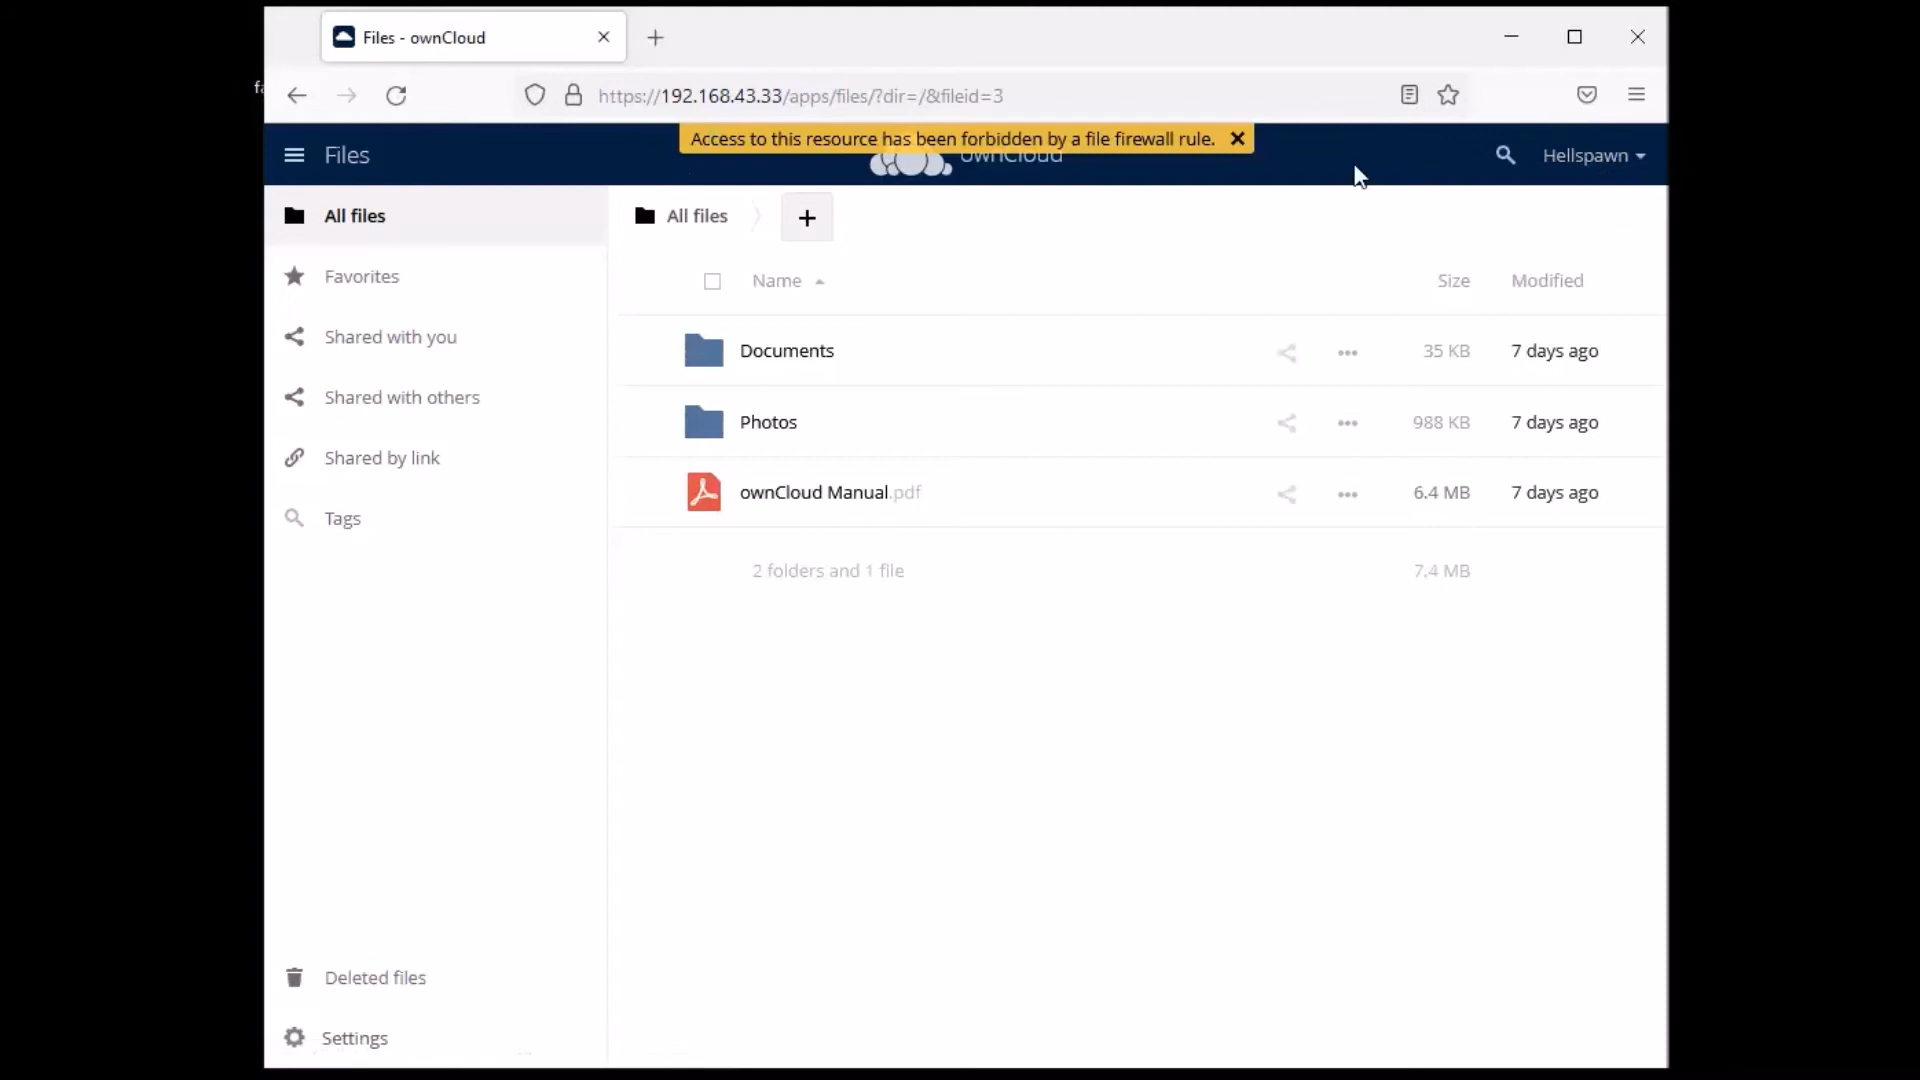 Files - ownCloud
https://192.168.43.33/apps/files/?dir=/&fileid=3
Access to this resource has been forbidden by a file firewall rule.
Files
ownCloud
Hellspawn
All files
Favorites
Shared with you
Shared with others
Shared by link
Tags
Deleted files
Settings
All files
Name Size Modified
Documents 35 KB 7 days ago
Photos 988 KB 7 days ago
ownCloud Manual.pdf 6.4 MB 7 days ago
2 folders and 1 file 7.4 MB